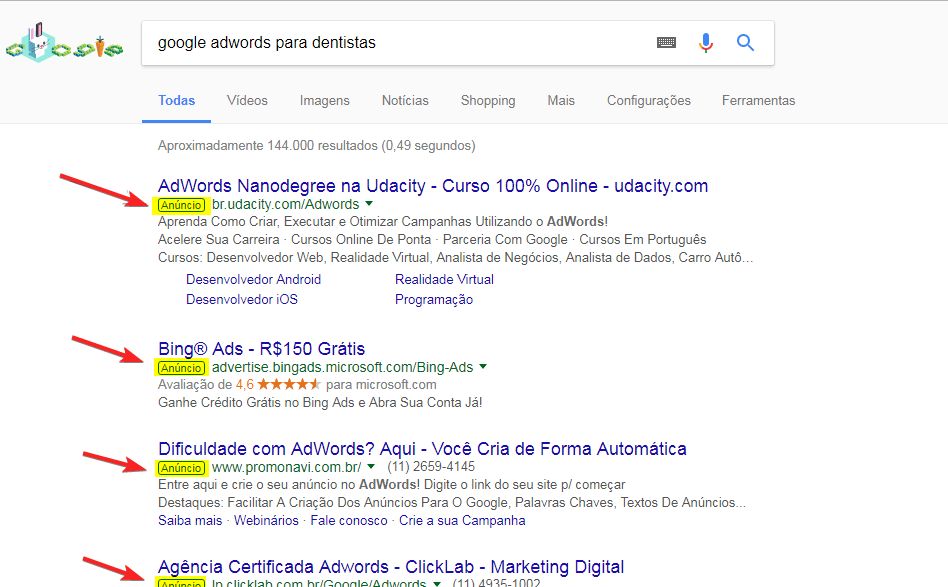 google adwords para dentistas
Todas Vídeos Imagens Notícias Shopping Mais Configurações Ferramentas
Aproximadamente 144.000 resultados (0,49 segundos)
AdWords Nanodegree na Udacity - Curso 100% Online - udacity.com
Anúncio br.udacity.com/Adwords
Aprenda Como Criar, Executar e Otimizar Campanhas Utilizando o AdWords!
Acelere Sua Carreira · Cursos Online De Ponta · Parceria Com Google · Cursos Em Português
Cursos: Desenvolvedor Web, Realidade Virtual, Analista de Negócios, Analista de Dados, Carro Autô...
Desenvolvedor Android Realidade Virtual
Desenvolvedor iOS Programação
Bing® Ads - R$150 Grátis
Anúncio advertise.bingads.microsoft.com/Bing-Ads
Avaliação de 4,6 para microsoft.com
Ganhe Crédito Grátis no Bing Ads e Abra Sua Conta Já!
Dificuldade com AdWords? Aqui - Você Cria de Forma Automática
Anúncio www.promonavi.com.br/ (11) 2659-4145
Entre aqui e crie o seu anúncio no AdWords! Digite o link do seu site p/ começar
Destaques: Facilitar A Criação Dos Anúncios Para O Google, Palavras Chaves, Textos De Anúncios...
Saiba mais · Webinários · Fale conosco · Crie a sua Campanha
Agência Certificada Adwords - ClickLab - Marketing Digital
Anúncio lp.clicklab.com.br/Google/Adwords (11) 4935-1002